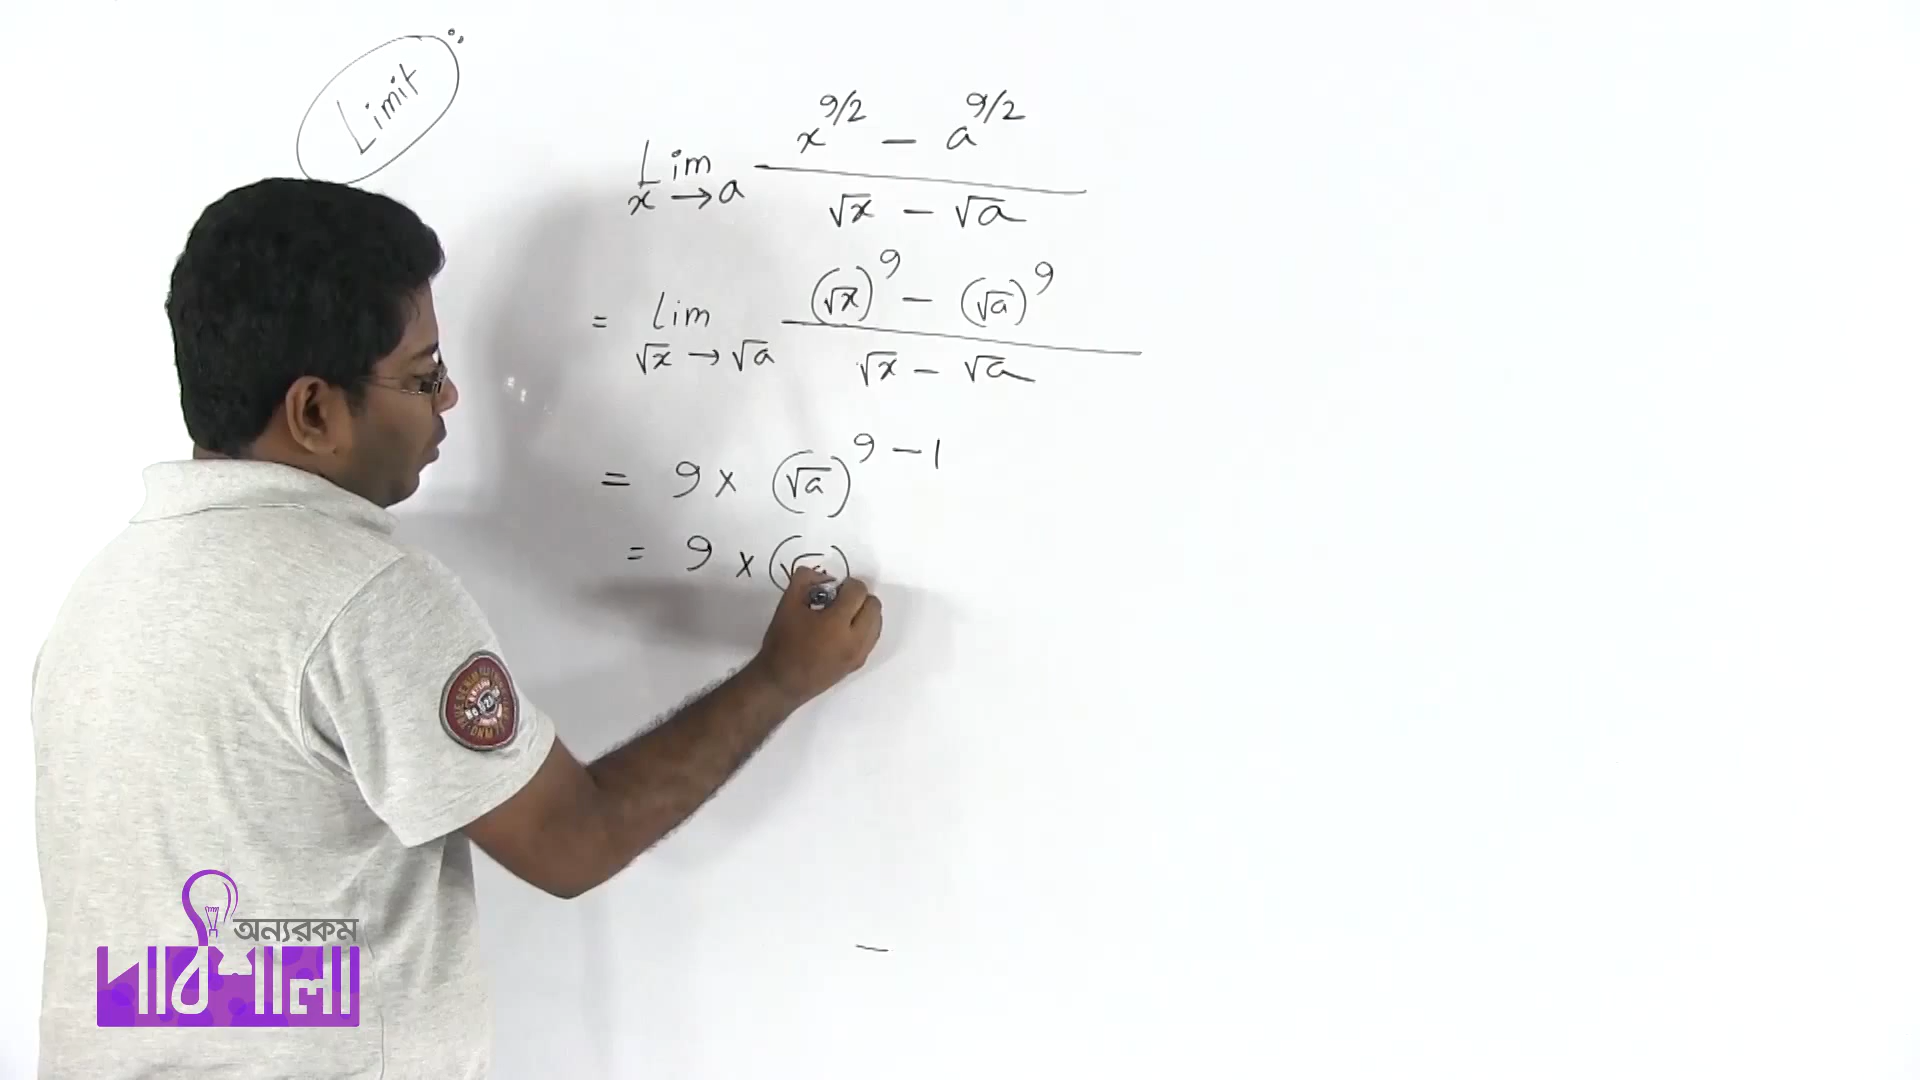 Limit :
Lim x→a (x^9/2 − a^9/2) / (√x − √a)
= Lim √x→√a ((√x)^9 − (√a)^9) / (√x − √a)
= 9 × (√a)^9 − 1
= 9 × (√a)
অন্যরকম
পাঠশালা